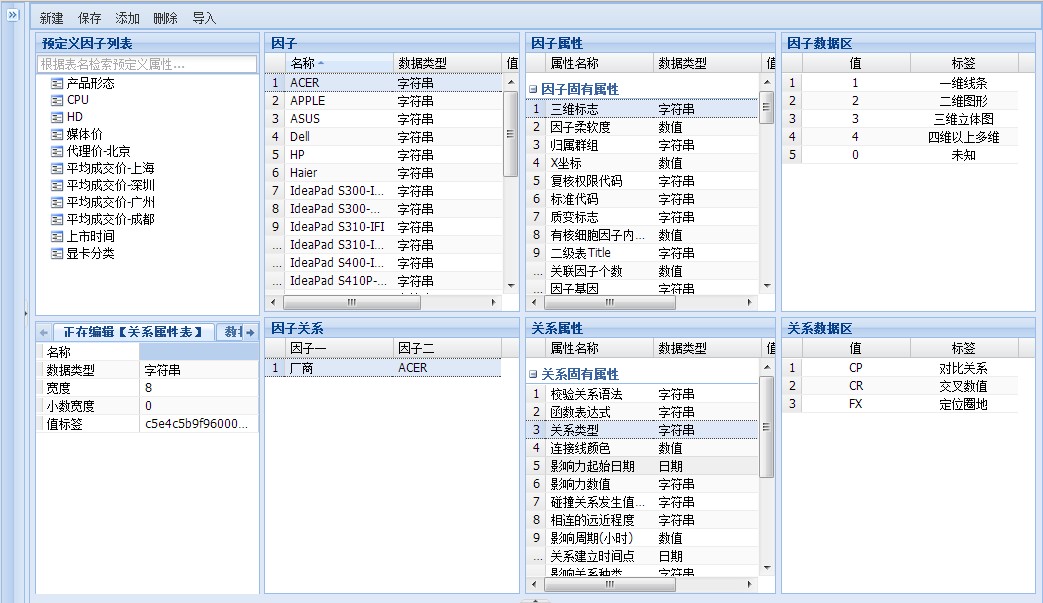 新建 保存 添加 删除 导入
预定义因子列表
根据表名检索预定义属性...
产品形态
CPU
HD
媒体价
代理价-北京
平均成交价-上海
平均成交价-深圳
平均成交价-广州
平均成交价-成都
上市时间
显卡分类
因子
名称 数据类型 值
1 ACER 字符串
2 APPLE 字符串
3 ASUS 字符串
4 Dell 字符串
5 HP 字符串
6 Haier 字符串
7 IdeaPad S300-I... 字符串
8 IdeaPad S300-... 字符串
9 IdeaPad S310-IFI 字符串
... IdeaPad S310-I... 字符串
... IdeaPad S400-I... 字符串
... IdeaPad S410P-... 字符串
因子属性
属性名称 数据类型 值
因子固有属性
1 三维标志 字符串
2 因子柔软度 数值
3 归属群组 字符串
4 X坐标 数值
5 复核权限代码 字符串
6 标准代码 字符串
7 质变标志 字符串
8 有核细胞因子内... 数值
9 二级表Title 字符串
... 关联因子个数 数值
... 因子基因 字符串
因子数据区
值 标签
1 1 一维线条
2 2 二维图形
3 3 三维立体图
4 4 四维以上多维
5 0 未知
正在编辑【关系属性表】 数
名称
数据类型 字符串
宽度 8
小数宽度 0
值标签 c5e4c5b9f96000...
因子关系
因子一 因子二
1 厂商 ACER
关系属性
属性名称 数据类型 值
关系固有属性
1 校验关系语法 字符串
2 函数表达式 字符串
3 关系类型 字符串
4 连接线颜色 数值
5 影响力起始日期 日期
6 影响力数值 字符串
7 碰撞关系发生值... 字符串
8 相连的远近程度 字符串
9 影响周期(小时) 数值
... 关系建立时间点 日期
影响关系种类 字符串
关系数据区
值 标签
1 CP 对比关系
2 CR 交叉数值
3 FX 定位圈地